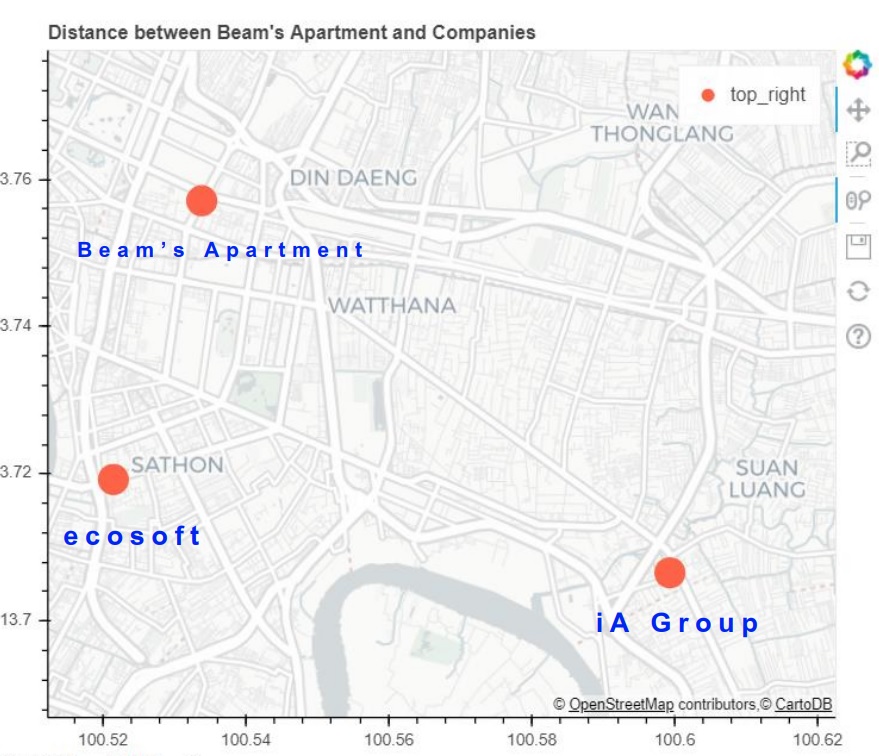 Distance between Beam's Apartment and Companies
top_right
WAN
THONGLANG
DIN DAENG
3.76
Beam's Apartment
WATTHANA
3.74
SATHON
3.72
SUAN
LUANG
ecosoft
iA Group
13.7
© OpenStreetMap contributors,© CartoDB
100.52 100.54 100.56 100.58 100.6 100.62